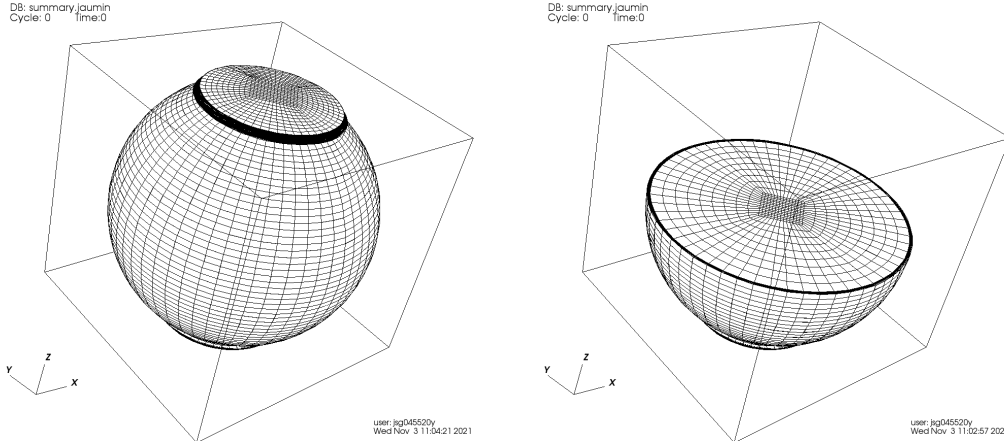 DB: summary.jaumin
Cycle: 0 Time:0
Z
Y
X
user: jsg045520y
Wed Nov 3 11:04:21 2021
DB: summary.jaumin
Cycle: 0 Time:0
Z
Y
X
user: jsg045520y
Wed Nov 3 11:02:57 202